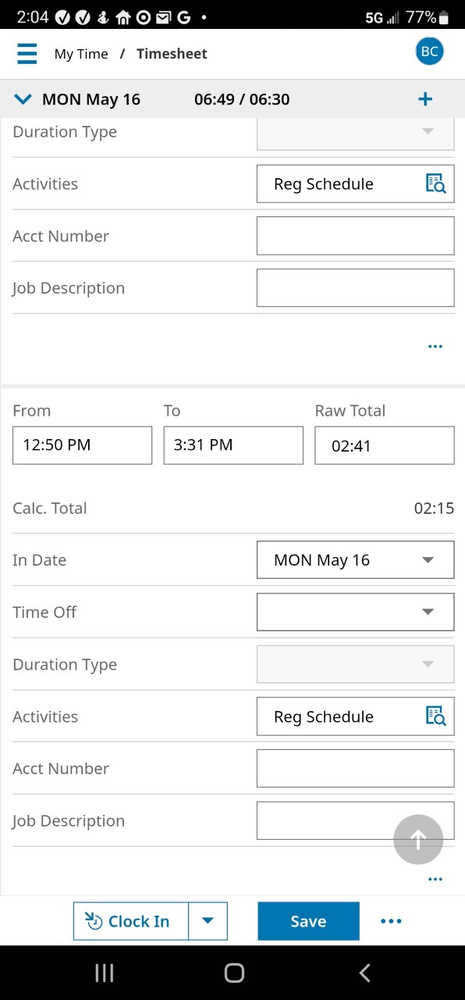 2:04 5G 77%
My Time / Timesheet BC
MON May 16 06:49 / 06:30 +
Duration Type
Activities Reg Schedule
Acct Number
Job Description
...
From To Raw Total
12:50 PM 3:31 PM 02:41
Calc. Total 02:15
In Date MON May 16
Time Off
Duration Type
Activities Reg Schedule
Acct Number
Job Description
...
Clock In Save ...